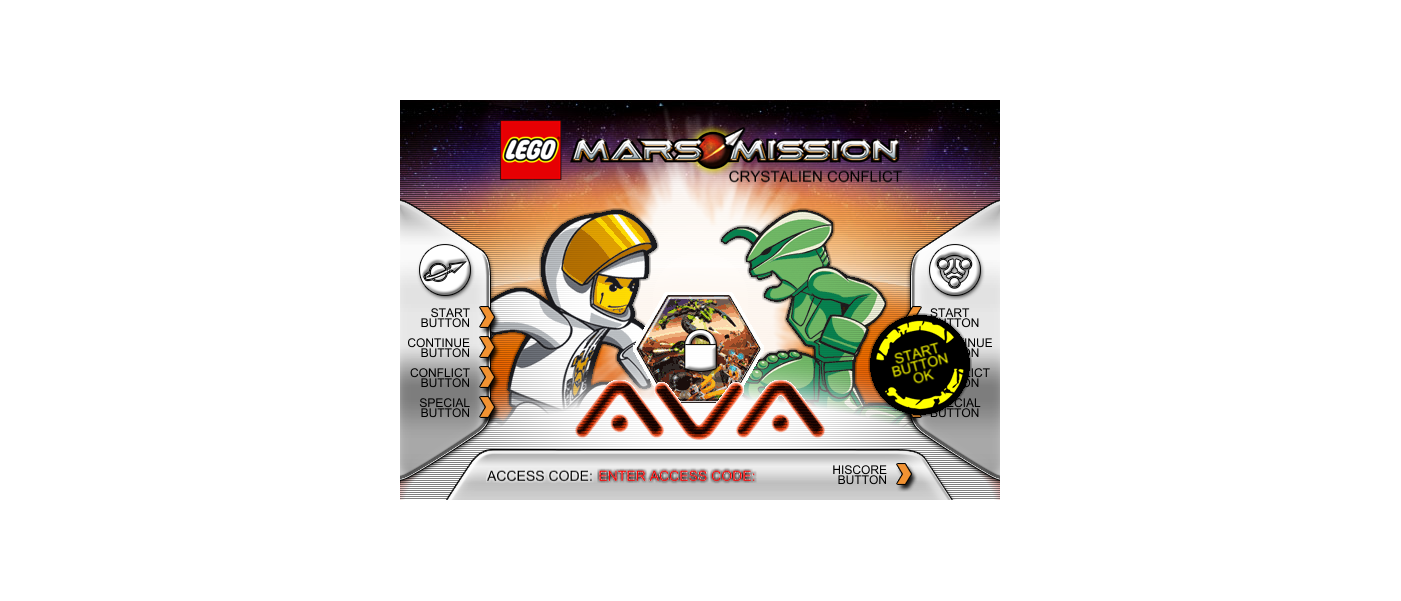 LEGO
MARS MISSION
CRYSTALIEN CONFLICT
START
BUTTON
CONTINUE
BUTTON
CONFLICT
BUTTON
SPECIAL
BUTTON
START
BUTTON
START
BUTTON
OK
BUTTON
AVA
ACCESS CODE: ENTER ACCESS CODE:
HISCORE
BUTTON